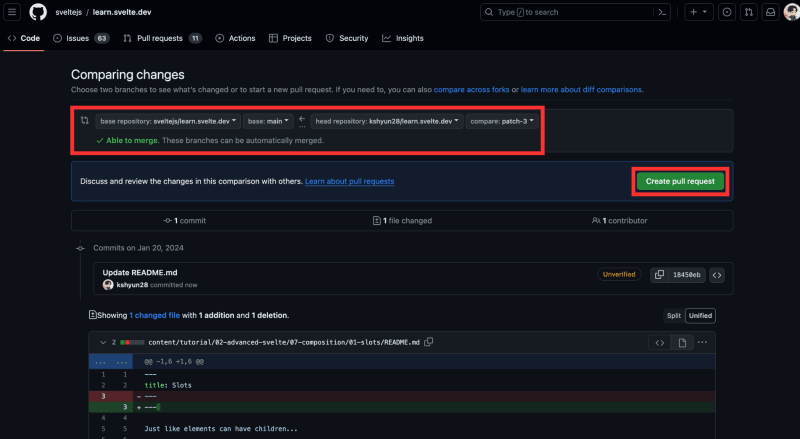 sveltejs / learn.svelte.dev
Type / to search
Code
Issues 63
Pull requests 11
Actions
Projects
Security
Insights
Comparing changes
Choose two branches to see what's changed or to start a new pull request. If you need to, you can also compare across forks or learn more about diff comparisons.
base repository: sveltejs/learn.svelte.dev
base: main
head repository: kshyun28/learn.svelte.dev
compare: patch-3
Able to merge. These branches can be automatically merged.
Discuss and review the changes in this comparison with others. Learn about pull requests
Create pull request
1 commit
1 file changed
1 contributor
Commits on Jan 20, 2024
Update README.md
kshyun28 committed now
Unverified
18450eb
Showing 1 changed file with 1 addition and 1 deletion.
Split
Unified
2 content/tutorial/02-advanced-svelte/07-composition/01-slots/README.md
... ... @@ -1,6 +1,6 @@
1 1 ---
2 2 title: Slots
3 - ---
3 + ---
4 4
5 5 Just like elements can have children...
6 6